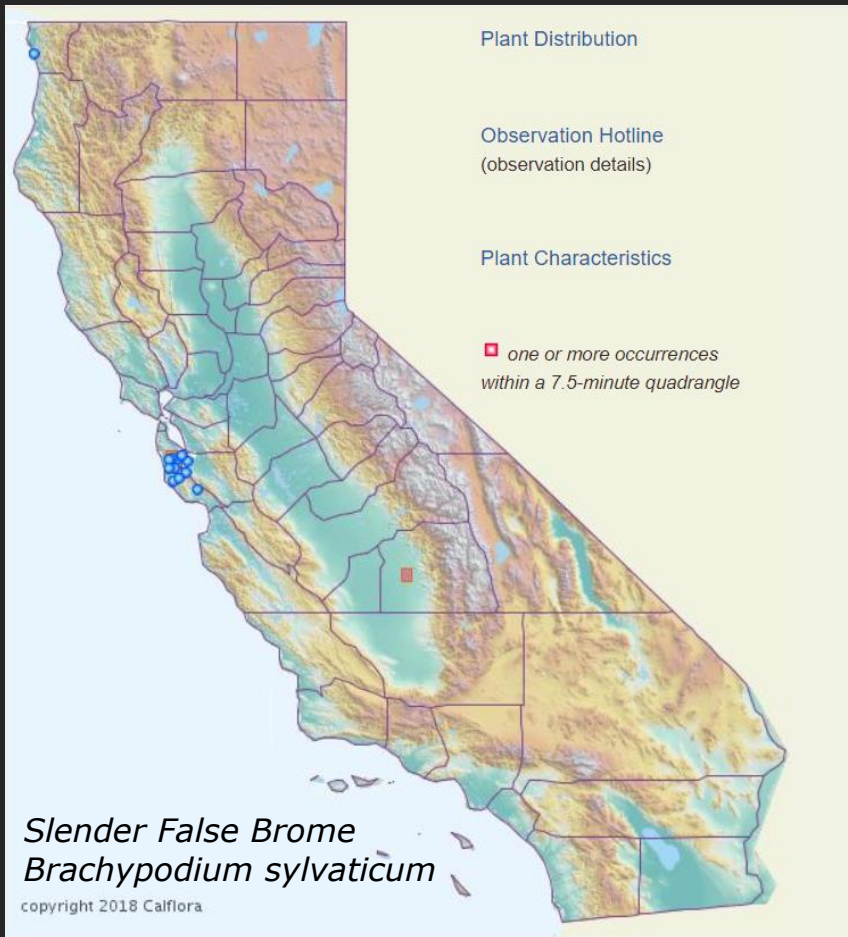 Plant Distribution
Observation Hotline
(observation details)
Plant Characteristics
one or more occurrences
within a 7.5-minute quadrangle
Slender False Brome
Brachypodium sylvaticum
copyright 2018 Calflora